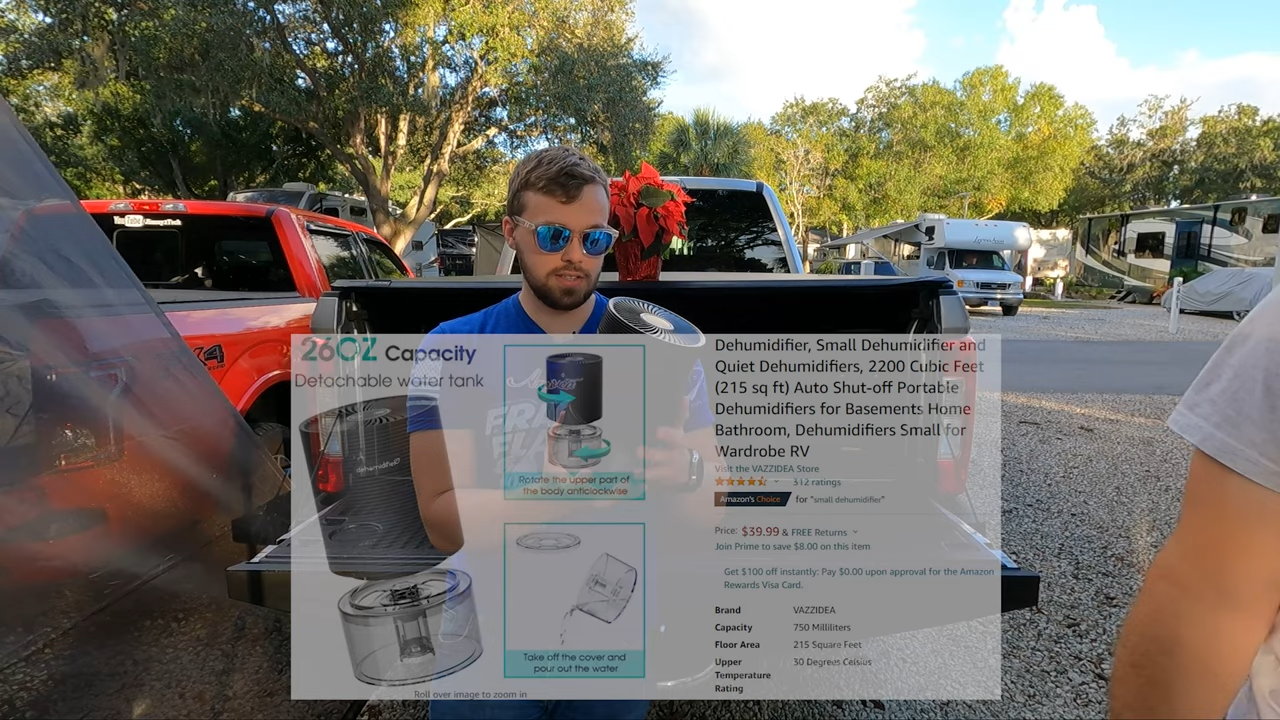 YouTube
X4
26OZ Capacity
Detachable water tank
dehumidifier
Rotate the upper part of
the body anticlockwise
Take off the cover and
pour out the water
Roll over image to zoom in
Dehumidifier, Small Dehumidifier and
Quiet Dehumidifiers, 2200 Cubic Feet
(215 sq ft) Auto Shut-off Portable
Dehumidifiers for Basements Home
Bathroom, Dehumidifiers Small for
Wardrobe RV
Visit the VAZZIDEA Store
312 ratings
Amazon's Choice for "small dehumidifier"
Price: $39.99 & FREE Returns
Join Prime to save $8.00 on this item
Get $100 off instantly: Pay $0.00 upon approval for the Amazon
Rewards Visa Card.
Brand VAZZIDEA
Capacity 750 Milliliters
Floor Area 215 Square Feet
Upper 30 Degrees Celsius
Temperature
Rating